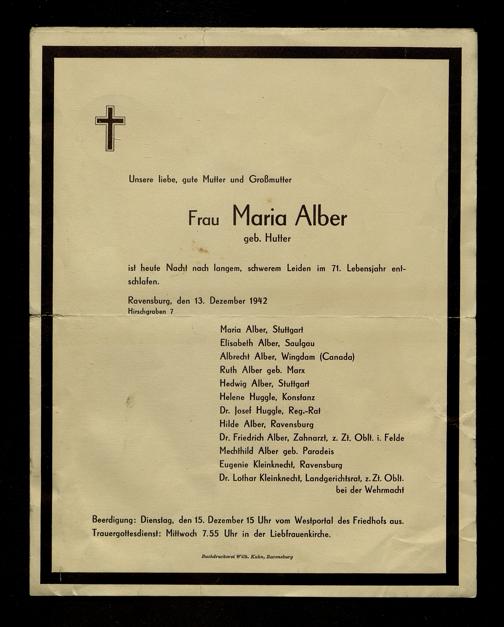 Unsere liebe, gute Mutter und Großmutter
Frau Maria Alber
geb. Hutter
ist heute Nacht nach langem, schwerem Leiden im 71. Lebensjahr ent-
schlafen.
Ravensburg, den 13. Dezember 1942
Hirschgraben 7
Maria Alber, Stuttgart
Elisabeth Alber, Saulgau
Albrecht Alber, Wingdam (Canada)
Ruth Alber geb. Marx
Hedwig Alber, Stuttgart
Helene Huggle, Konstanz
Dr. Josef Huggle, Reg.-Rat
Hilde Alber, Ravensburg
Dr. Friedrich Alber, Zahnarzt, z. Zt. Oblt. i. Felde
Mechthild Alber geb. Paradeis
Eugenie Kleinknecht, Ravensburg
Dr. Lothar Kleinknecht, Landgerichtsrat, z. Zt. Oblt.
bei der Wehrmacht
Beerdigung: Dienstag, den 15. Dezember 15 Uhr vom Westportal des Friedhofs aus.
Trauergottesdienst: Mittwoch 7.55 Uhr in der Liebfrauenkirche.
Buchdruckerei Wilh. Kuhn, Ravensburg